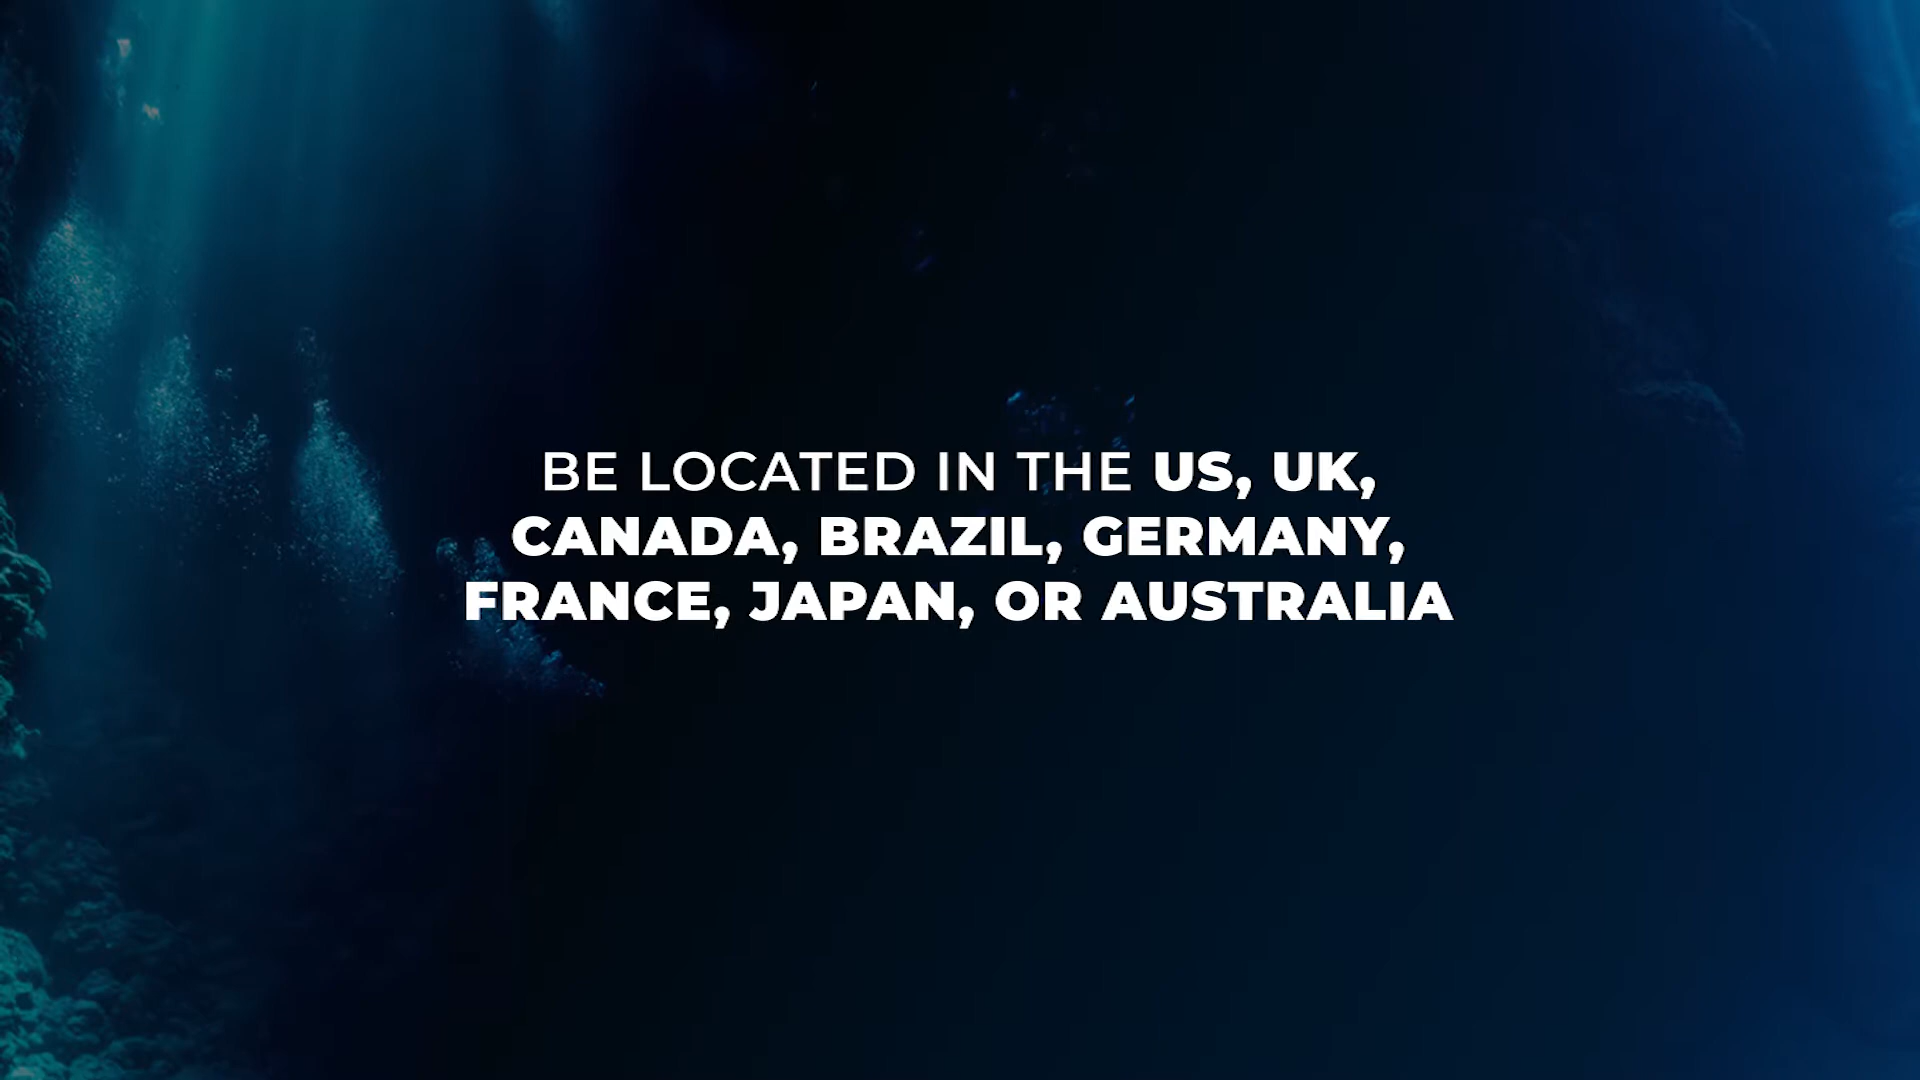 BE LOCATED IN THE US, UK,
CANADA, BRAZIL, GERMANY,
FRANCE, JAPAN, OR AUSTRALIA